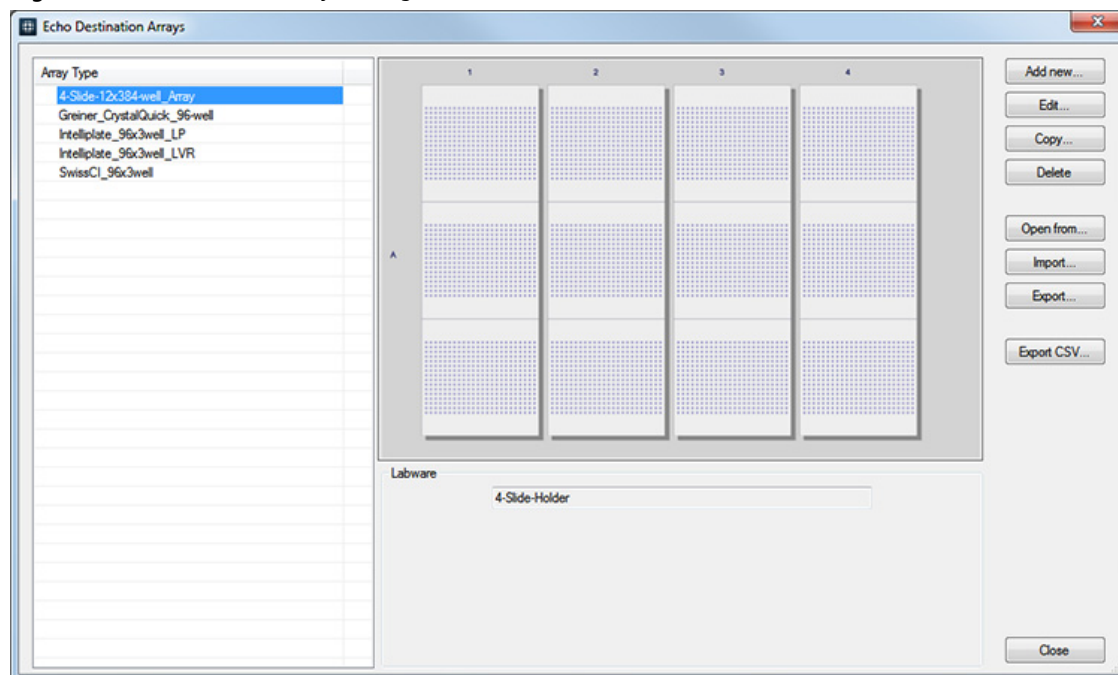 Echo Destination Arrays
Array Type
4-Slide-12x384-well_Array
Greiner_CrystalQuick_96-well
Intelliplate_96x3well_LP
Intelliplate_96x3well_LVR
SwissCI_96x3well
1 2 3 4
A
Labware
4-Slide-Holder
Add new...
Edit...
Copy...
Delete
Open from...
Import...
Export...
Export CSV...
Close